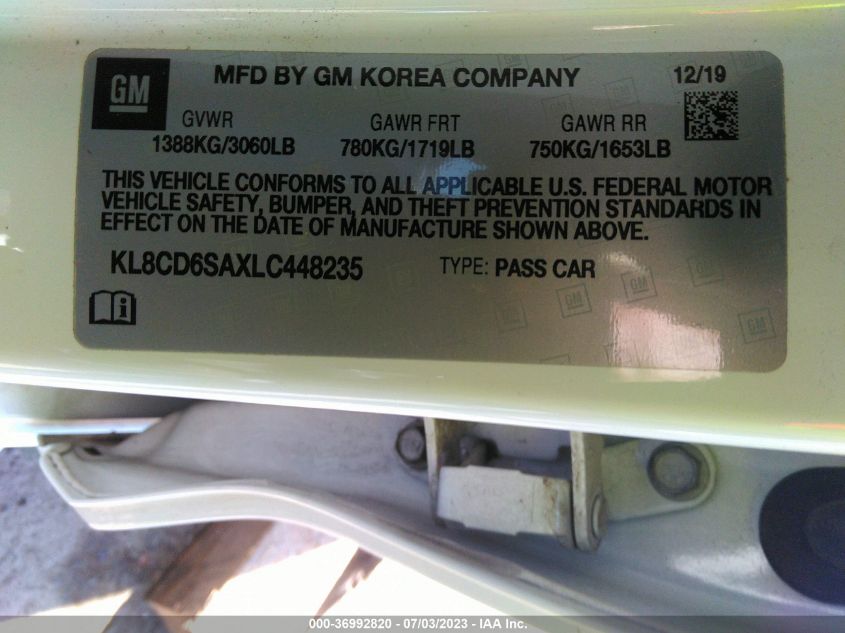 GM MFD BY GM KOREA COMPANY 12/19
GVWR GAWR FRT GAWR RR
1388KG/3060LB 780KG/1719LB 750KG/1653LB
THIS VEHICLE CONFORMS TO ALL APPLICABLE U.S. FEDERAL MOTOR
VEHICLE SAFETY, BUMPER, AND THEFT PREVENTION STANDARDS IN
EFFECT ON THE DATE OF MANUFACTURE SHOWN ABOVE.
KL8CD6SAXLC448235 TYPE: PASS CAR
GM GM
000-36992820 - 07/03/2023 - IAA Inc.